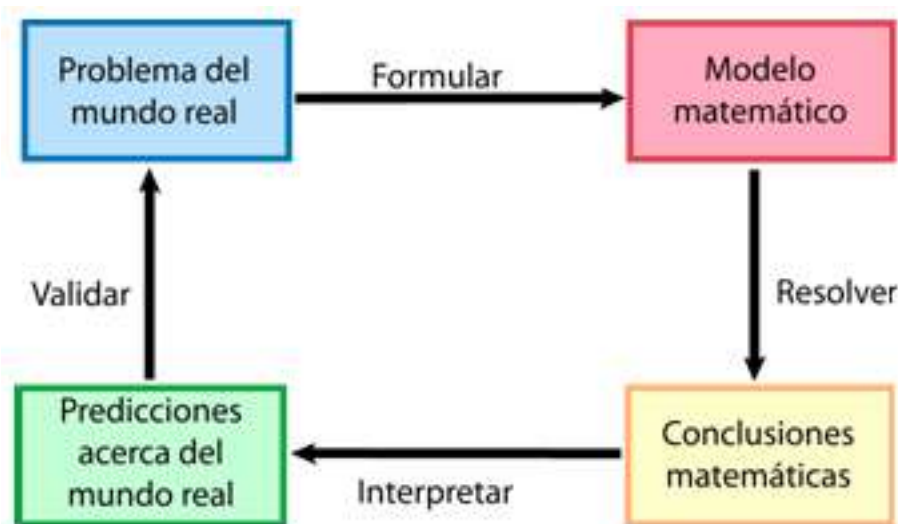 Problema del
mundo real
Formular
Modelo
matemático
Validar
Resolver
Predicciones
acerca del
mundo real
Interpretar
Conclusiones
matemáticas